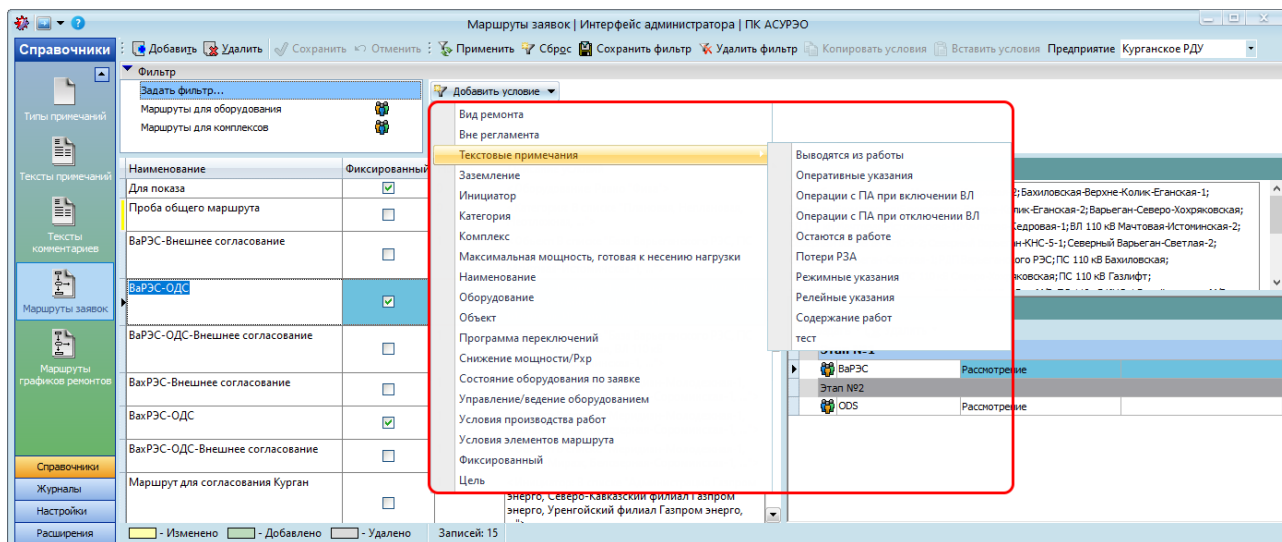 Маршруты заявок | Интерфейс администратора | ПК АСУРЭО
Справочники
Добавить Удалить Сохранить Отменить Применить Сброс Сохранить фильтр Удалить фильтр Копировать условия Вставить условия Предприятие Курганское РДУ
Фильтр
Задать фильтр...
Маршруты для оборудования
Маршруты для комплексов
Добавить условие
Типы примечаний
Тексты примечаний
Тексты
комментариев
Маршруты заявок
Маршруты
графиков ремонтов
Справочники
Журналы
Настройки
Расширения
Наименование Фиксированный
Для показа
Проба общего маршрута
ВаРЭС-Внешнее согласование
ВаРЭС-ОДС
ВаРЭС-ОДС-Внешнее согласование
ВахРЭС-Внешнее согласование
ВахРЭС-ОДС
ВахРЭС-ОДС-Внешнее согласование
Маршрут для согласования Курган
Вид ремонта
Вне регламента
Текстовые примечания
Заземление
Инициатор
Категория
Комплекс
Максимальная мощность, готовая к несению нагрузки
Наименование
Оборудование
Объект
Программа переключений
Снижение мощности/Рхр
Состояние оборудования по заявке
Управление/ведение оборудованием
Условия производства работ
Условия элементов маршрута
Фиксированный
Цель
Выводятся из работы
Оперативные указания
Операции с ПА при включении ВЛ
Операции с ПА при отключении ВЛ
Остаются в работе
Потери РЗА
Режимные указания
Релейные указания
Содержание работ
тест
2;Бахиловская-Верхне-Колик-Еганская-1;
лик-Еганская-2;Варьеган-Северо-Хохряковская;
Кедровая-1;ВЛ 110 кВ Мачтовая-Истоминская-2;
н-КНС-5-1;Северный Варьеган-Светлая-2;
ого РЭС;ПС 110 кВ Бахиловская;
яковская;ПС 110 кВ Газлифт;
Этап №1
ВаРЭС Рассмотрение
Этап №2
ODS Рассмотрение
энерго, Северо-Кавказский филиал Газпром
энерго, Уренгойский филиал Газпром энерго,
- Изменено - Добавлено - Удалено Записей: 15